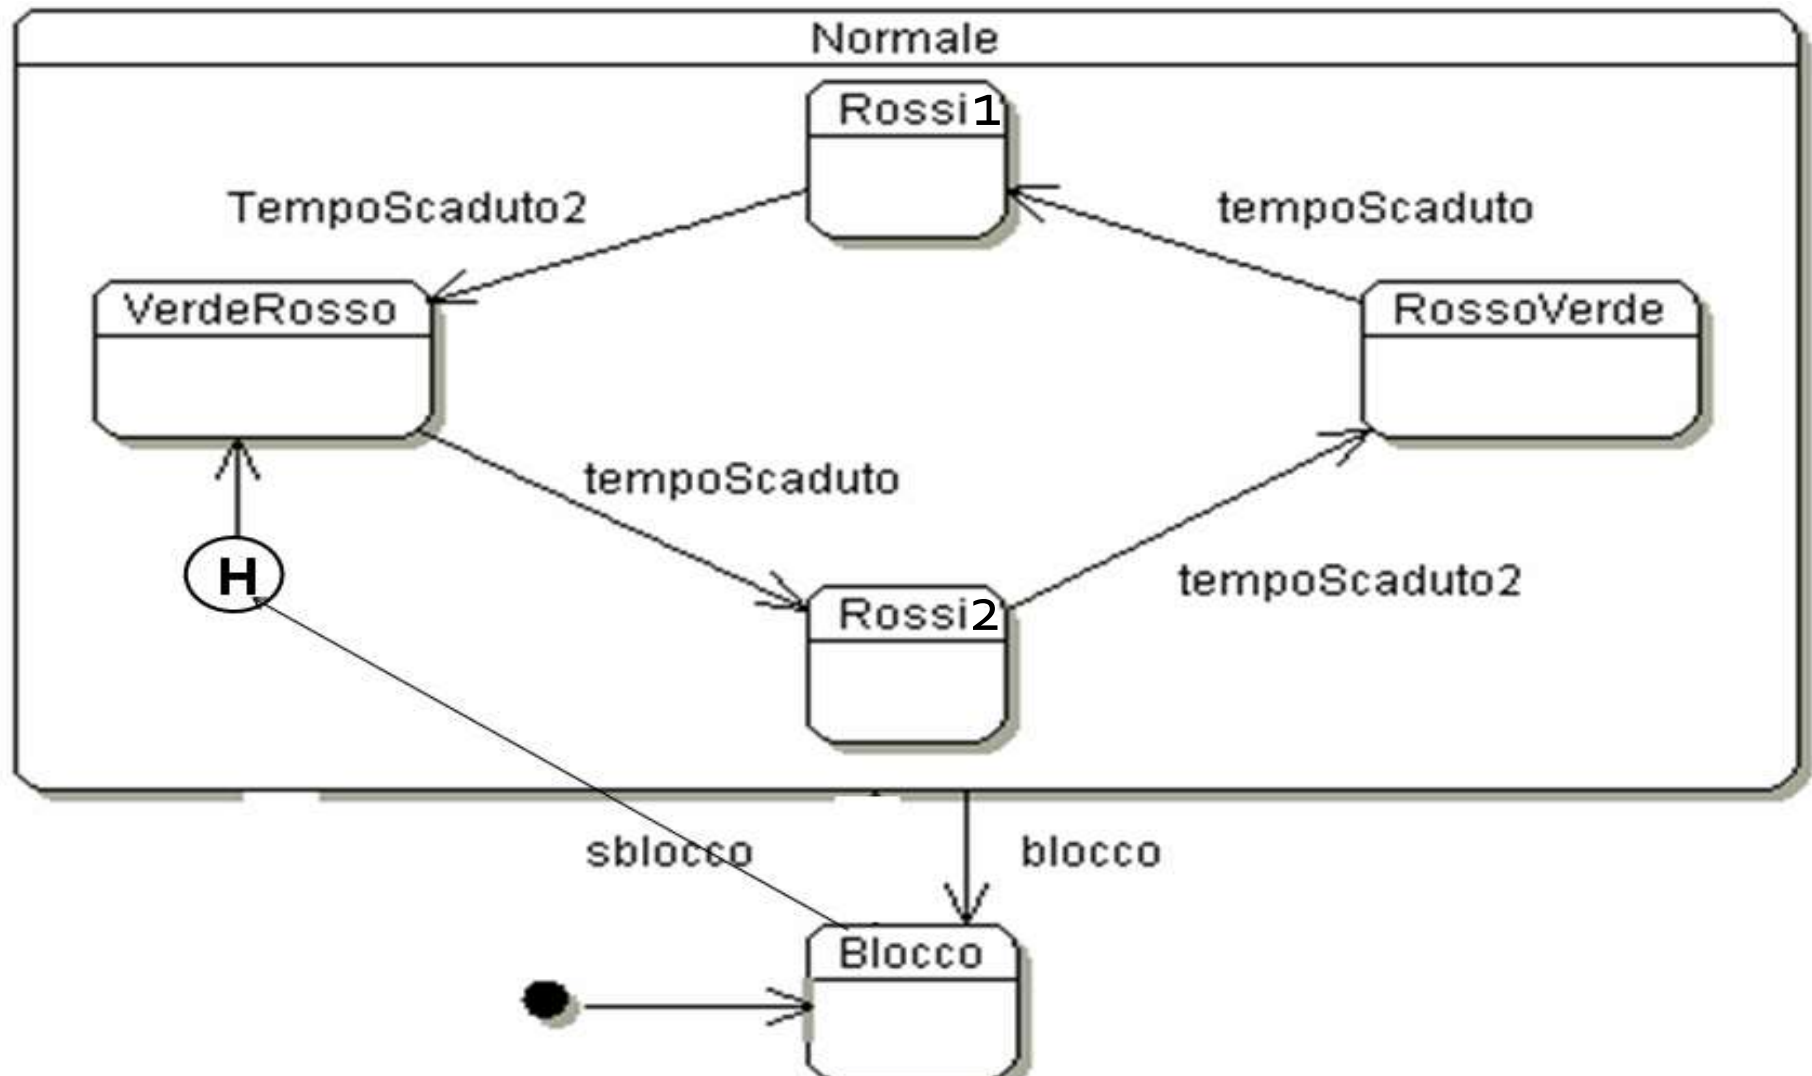 Normale
Rossi1
TempoScaduto2
tempoScaduto
VerdeRosso
RossoVerde
tempoScaduto
H
tempoScaduto2
Rossi2
sblocco
blocco
Blocco